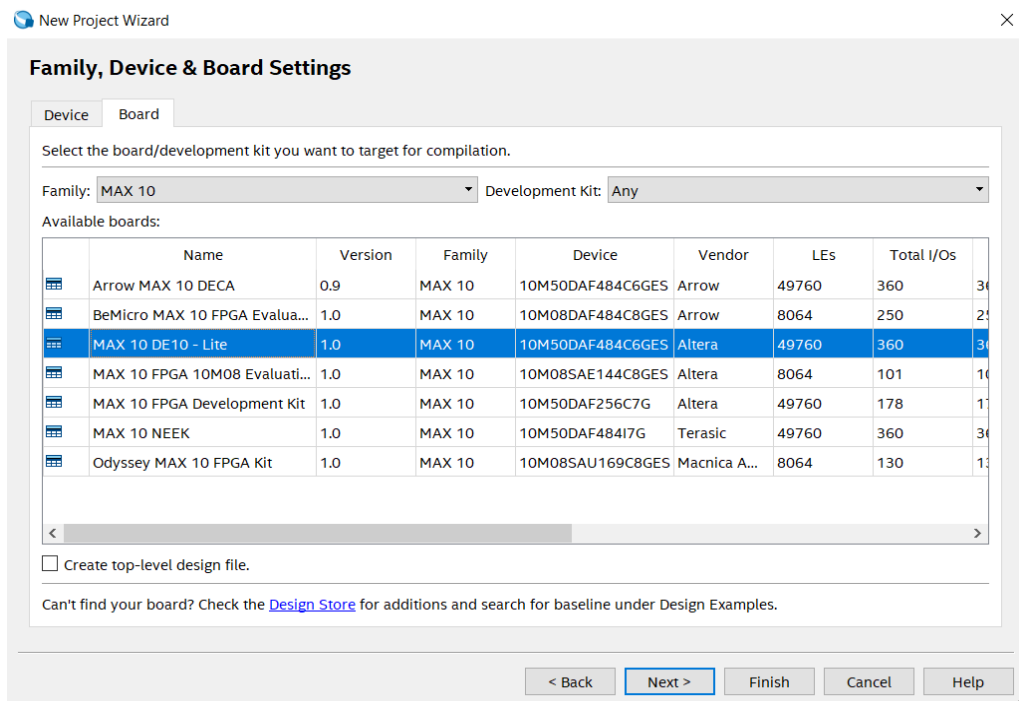 New Project Wizard
Family, Device & Board Settings
Device Board
Select the board/development kit you want to target for compilation.
Family: MAX 10 Development Kit: Any
Available boards:
Name Version Family Device Vendor LEs Total I/Os
Arrow MAX 10 DECA 0.9 MAX 10 10M50DAF484C6GES Arrow 49760 360
BeMicro MAX 10 FPGA Evalua... 1.0 MAX 10 10M08DAF484C8GES Arrow 8064 250
MAX 10 DE10 - Lite 1.0 MAX 10 10M50DAF484C6GES Altera 49760 360
MAX 10 FPGA 10M08 Evaluati... 1.0 MAX 10 10M08SAE144C8GES Altera 8064 101
MAX 10 FPGA Development Kit 1.0 MAX 10 10M50DAF256C7G Altera 49760 178
MAX 10 NEEK 1.0 MAX 10 10M50DAF484I7G Terasic 49760 360
Odyssey MAX 10 FPGA Kit 1.0 MAX 10 10M08SAU169C8GES Macnica A... 8064 130
Create top-level design file.
Can't find your board? Check the Design Store for additions and search for baseline under Design Examples.
< Back Next > Finish Cancel Help